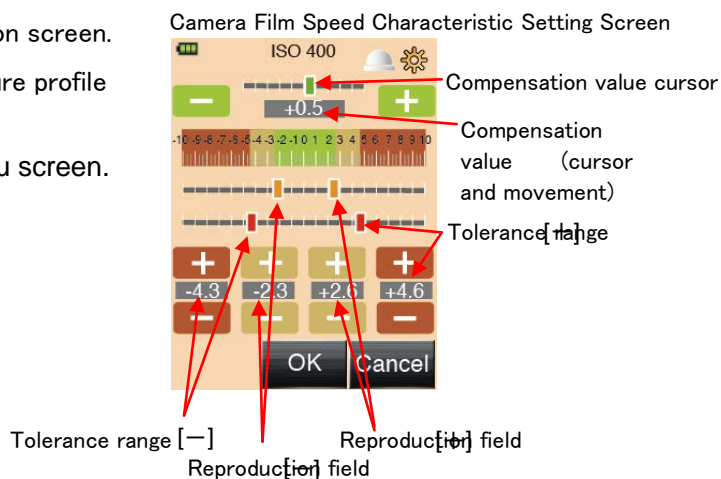 on screen.
ure profile
u screen.
Camera Film Speed Characteristic Setting Screen
ISO 400
+0.5
-10 -9 -8 -7 -6 -5 -4 -3 -2 -1 0 1 2 3 4 5 6 7 8 9 10
-4.3 -2.3 +2.6 +4.6
OK Cancel
Compensation value cursor
Compensation
value (cursor
and movement)
Tolerance range [+]
Tolerance range [−]
Reproduction field [−]
Reproduction field [+]